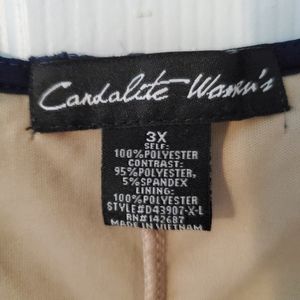 Candalite Women's
3X
SELF:
100%POLYESTER
CONTRAST:
95%POLYESTER,
5%SPANDEX
LINING:
100%POLYESTER
STYLE#D43907-X-L
RN#142687
MADE IN VIETNAM